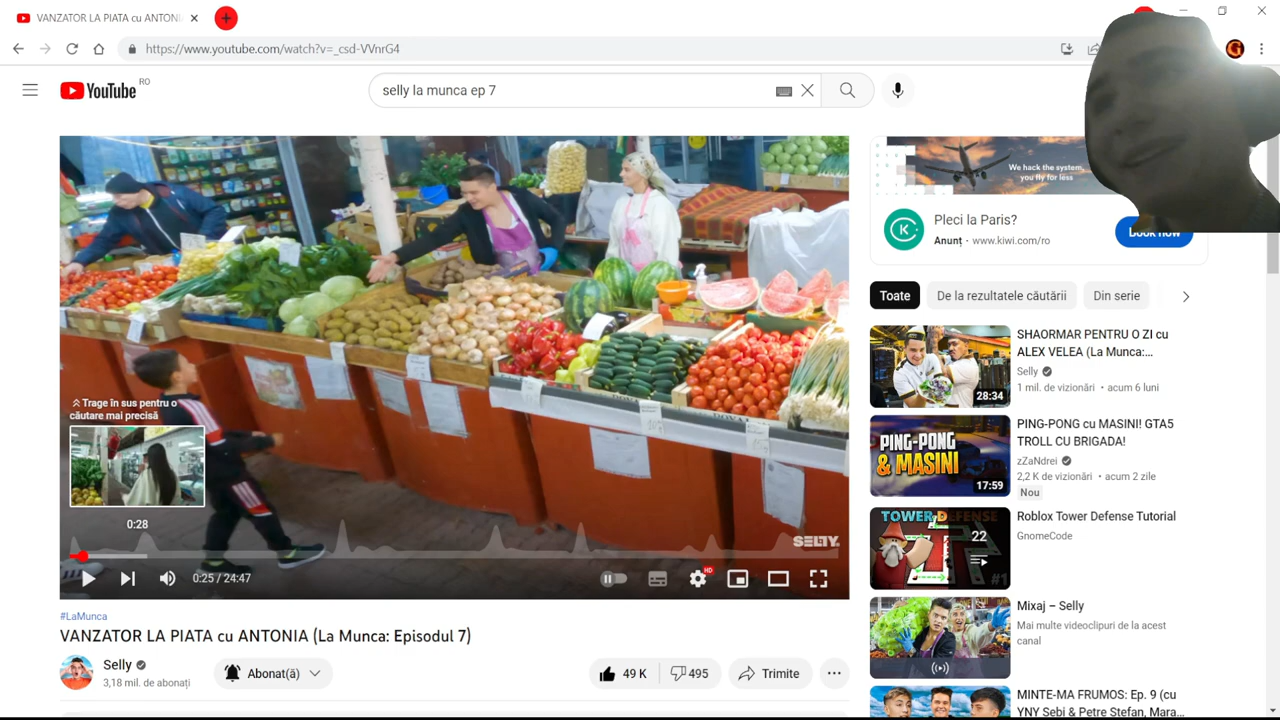 VANZATOR LA PIATA cu ANTONI
https://www.youtube.com/watch?v=_csd-VVnrG4
YouTube
RO
selly la munca ep 7
We hack the system,
you fly for less
Pleci la Paris?
Anunț · www.kiwi.com/ro
Book now
Toate
De la rezultatele căutării
Din serie
SHAORMAR PENTRU O ZI cu
ALEX VELEA (La Munca:...
Selly
1 mil. de vizionări • acum 6 luni
28:34
PING-PONG
& MASINI
17:59
PING-PONG cu MASINI! GTA5
TROLL CU BRIGADA!
zZaNdrei
2,2 K de vizionări • acum 2 zile
Nou
TOWER DEFENSE
22
#1
Roblox Tower Defense Tutorial
GnomeCode
Mixaj – Selly
Mai multe videoclipuri de la acest
canal
MINTE-MA FRUMOS: Ep. 9 (cu
YNY Sebi & Petre Stefan, Mara...
Trage în sus pentru o
căutare mai precisă
0:28
SELTY.
0:25 / 24:47
HD
#LaMunca
VANZATOR LA PIATA cu ANTONIA (La Munca: Episodul 7)
Selly
3,18 mil. de abonați
Abonat(ă)
49 K
495
Trimite